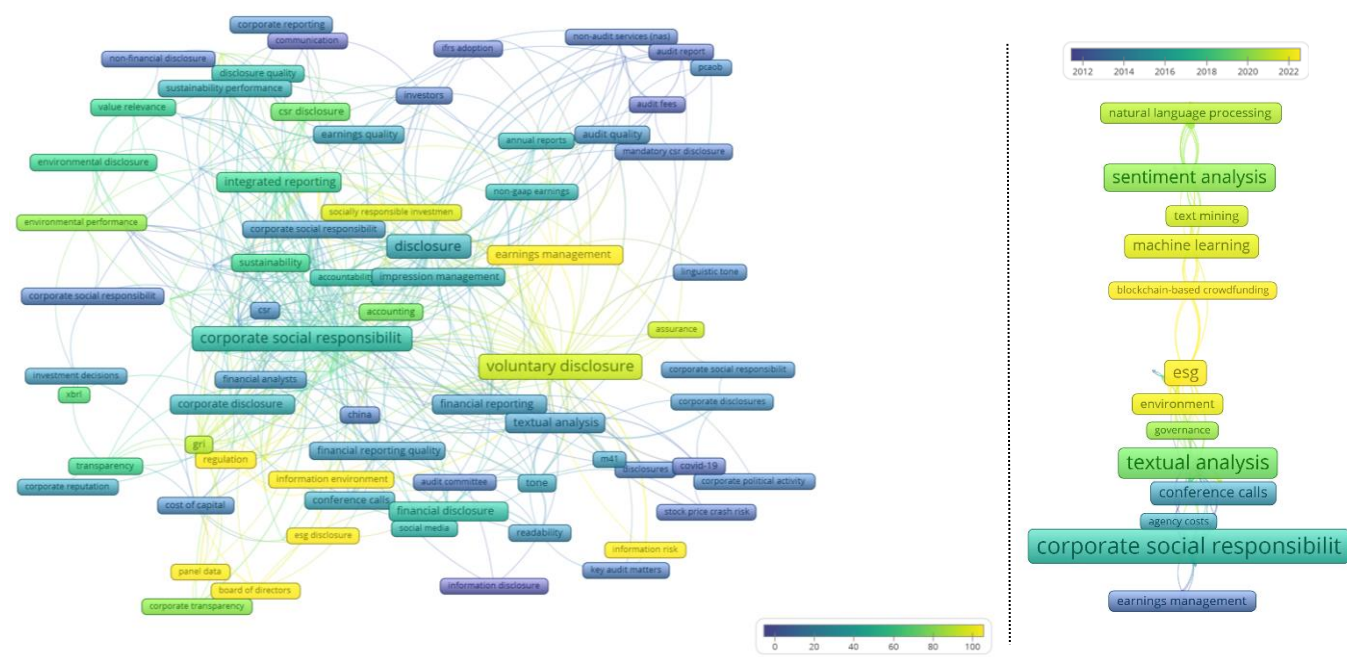 corporate reporting
communication
ifrs adoption
non-audit services (nas)
audit report
pcaob
non-financial disclosure
disclosure quality
sustainability performance
value relevance
csr disclosure
investors
audit fees
earnings quality
annual reports
audit quality
mandatory csr disclosure
environmental disclosure
integrated reporting
non-gaap earnings
environmental performance
socially responsible investmen
corporate social responsibilit
disclosure
earnings management
sustainability
accountability
impression management
linguistic tone
corporate social responsibilit
csr
accounting
corporate social responsibilit
assurance
voluntary disclosure
investment decisions
financial analysts
corporate social responsibilit
xbrl
corporate disclosure
china
financial reporting
corporate disclosures
textual analysis
gri
regulation
financial reporting quality
transparency
m41
disclosures
covid-19
corporate reputation
information environment
audit committee
tone
corporate political activity
cost of capital
conference calls
financial disclosure
stock price crash risk
social media
readability
esg disclosure
information risk
panel data
key audit matters
board of directors
information disclosure
corporate transparency
0 20 40 60 80 100
2012 2014 2016 2018 2020 2022
natural language processing
sentiment analysis
text mining
machine learning
blockchain-based crowdfunding
esg
environment
governance
textual analysis
conference calls
agency costs
corporate social responsibilit
earnings management